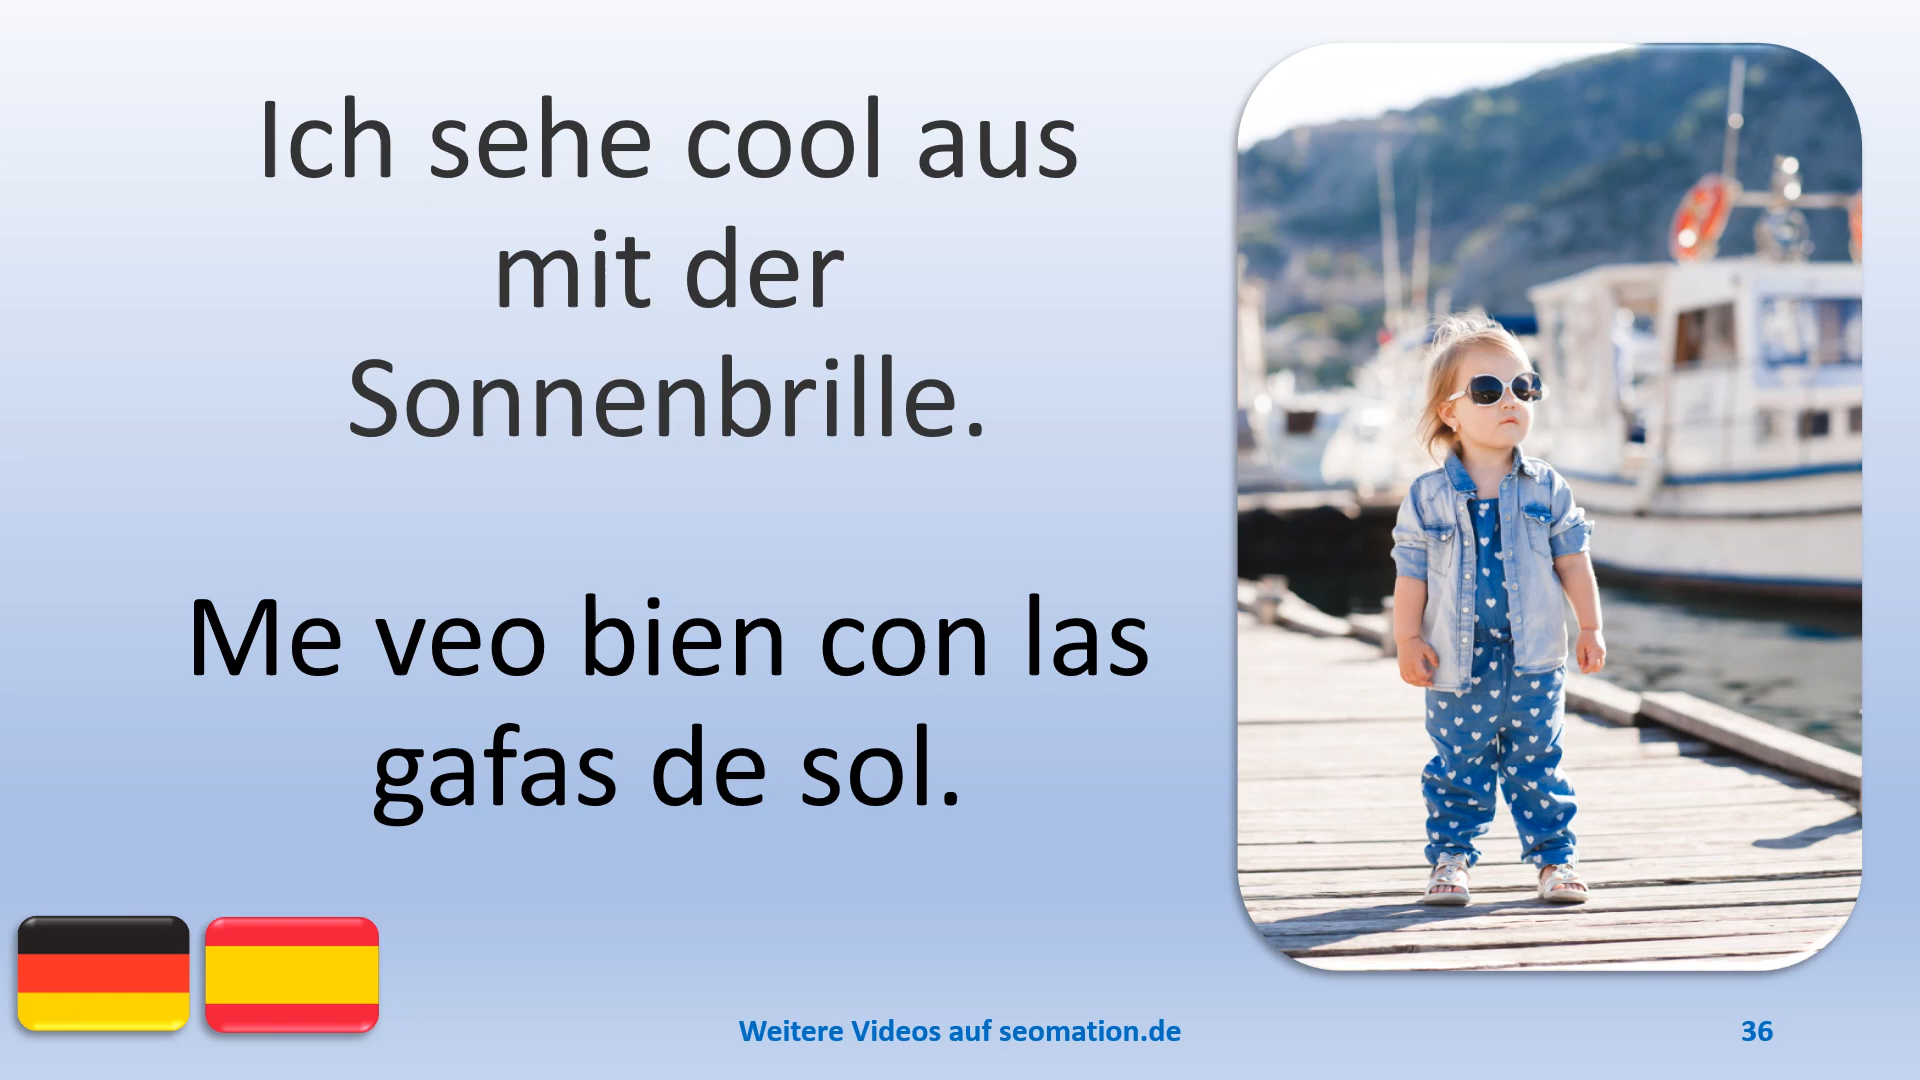 Ich sehe cool aus
mit der
Sonnenbrille.
Me veo bien con las
gafas de sol.
Weitere Videos auf seomation.de
36